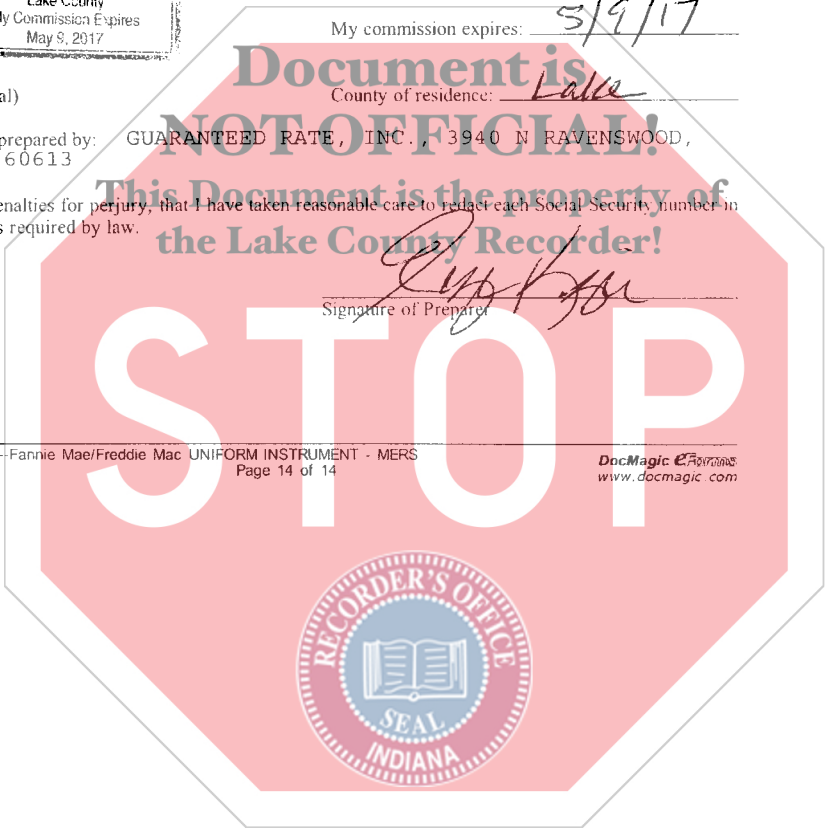 Lake County
y Commission Expires
May 9, 2017
My commission expires: 5/9/17
Document is
al)
County of residence: Lake
NOT OFFICIAL!
prepared by: GUARANTEED RATE, INC., 3940 N RAVENSWOOD,
60613
This Document is the property of
enalties for perjury, that I have taken reasonable care to redact each Social Security number in
s required by law.
the Lake County Recorder!
Signature of Preparer
STOP
-Fannie Mae/Freddie Mac UNIFORM INSTRUMENT - MERS
Page 14 of 14
DocMagic eForms
www.docmagic.com
RECORDER'S OFFICE
SEAL
INDIANA